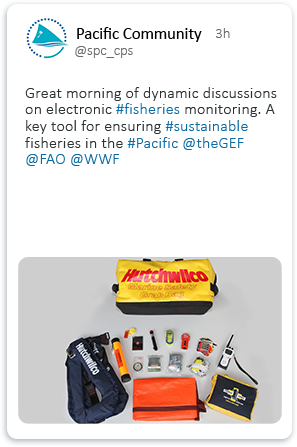 Pacific Community 3h
@spc_cps
Great morning of dynamic discussions
on electronic #fisheries monitoring. A
key tool for ensuring #sustainable
fisheries in the #Pacific @theGEF
@FAO @WWF
Hutchwilco
Marine Safety
Grab Bag
Hutchwilco